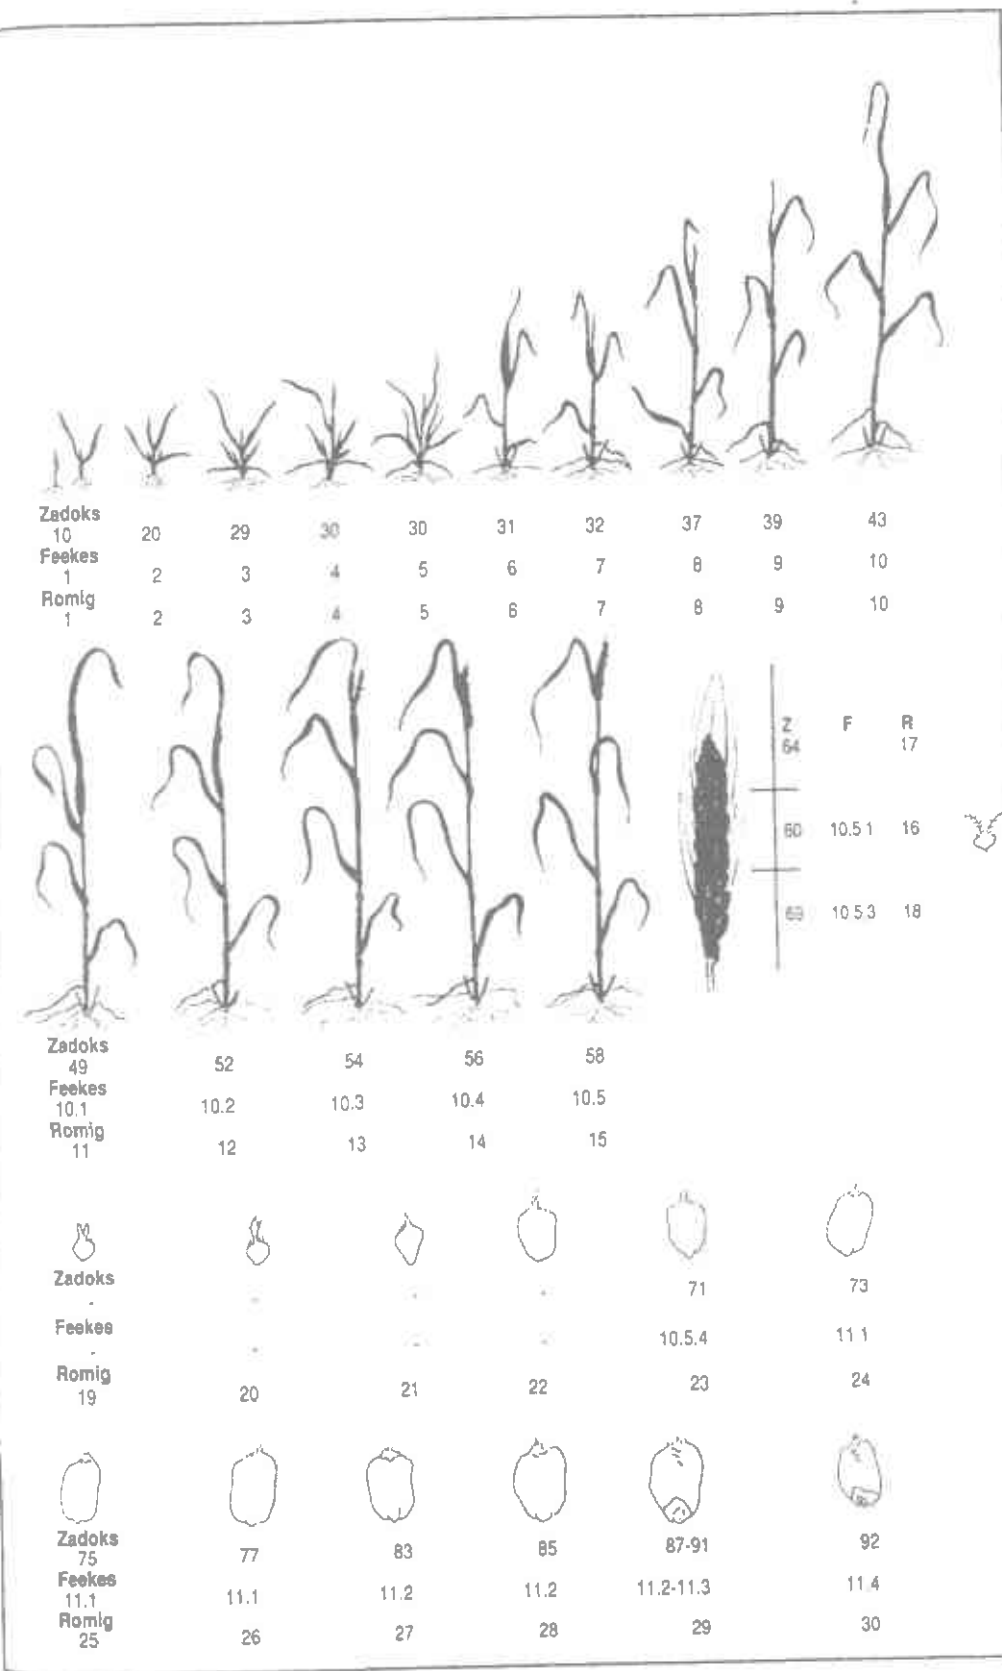 Zadoks
10 20 29 30 30 31 32 37 39 43
Feekes
1 2 3 4 5 6 7 8 9 10
Romig
1 2 3 4 5 6 7 8 9 10
Z F R
64 17
60 10.5 1 16
69 10 5 3 18
Zadoks
49 52 54 56 58
Feekes
10.1 10.2 10.3 10.4 10.5
Romig
11 12 13 14 15
Zadoks
- - - - 71 73
Feekes
- - - - 10.5.4 11 1
Romig
19 20 21 22 23 24
Zadoks
75 77 83 85 87-91 92
Feekes
11.1 11.1 11.2 11.2 11.2-11.3 11.4
Romig
25 26 27 28 29 30